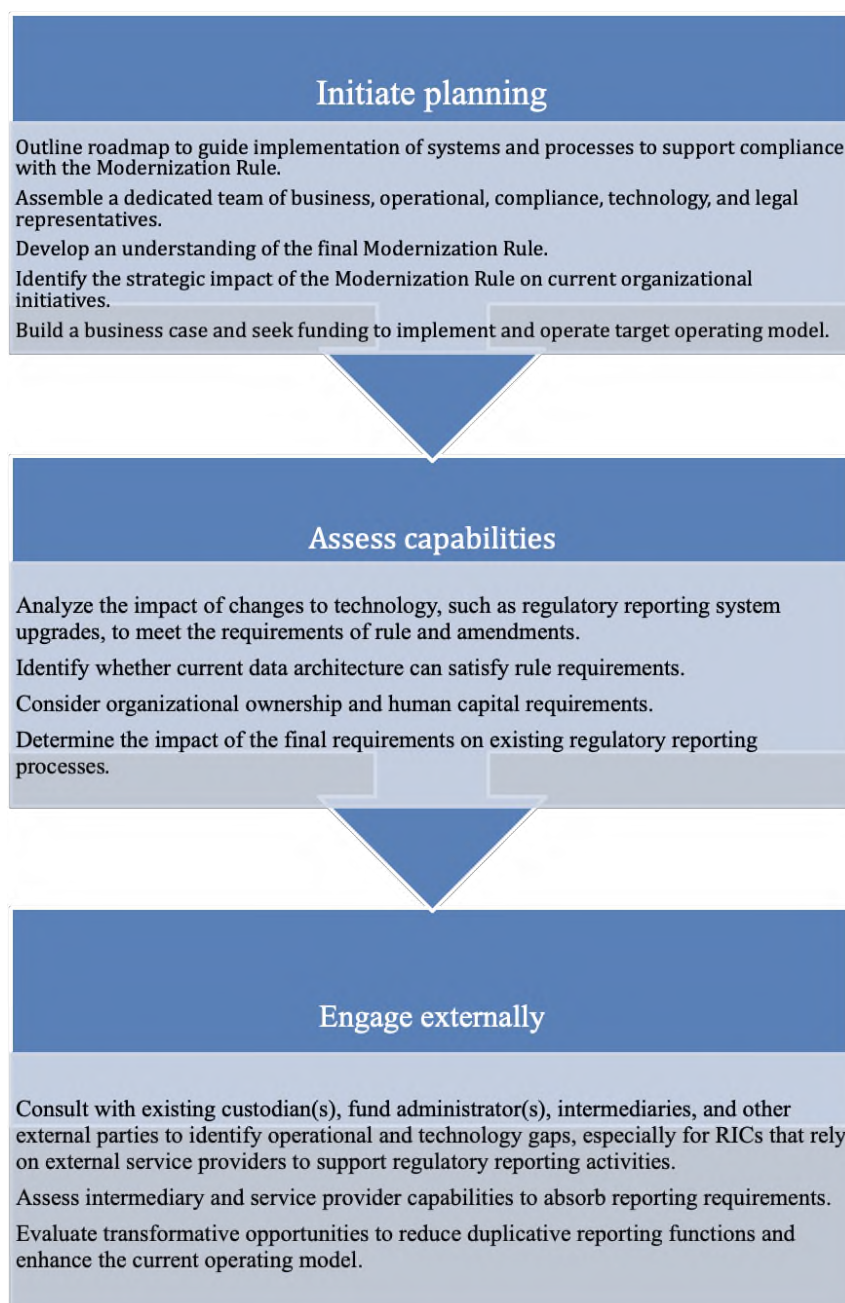 Initiate planning
Outline roadmap to guide implementation of systems and processes to support compliance
with the Modernization Rule.
Assemble a dedicated team of business, operational, compliance, technology, and legal
representatives.
Develop an understanding of the final Modernization Rule.
Identify the strategic impact of the Modernization Rule on current organizational
initiatives.
Build a business case and seek funding to implement and operate target operating model.
Assess capabilities
Analyze the impact of changes to technology, such as regulatory reporting system
upgrades, to meet the requirements of rule and amendments.
Identify whether current data architecture can satisfy rule requirements.
Consider organizational ownership and human capital requirements.
Determine the impact of the final requirements on existing regulatory reporting
processes.
Engage externally
Consult with existing custodian(s), fund administrator(s), intermediaries, and other
external parties to identify operational and technology gaps, especially for RICs that rely
on external service providers to support regulatory reporting activities.
Assess intermediary and service provider capabilities to absorb reporting requirements.
Evaluate transformative opportunities to reduce duplicative reporting functions and
enhance the current operating model.